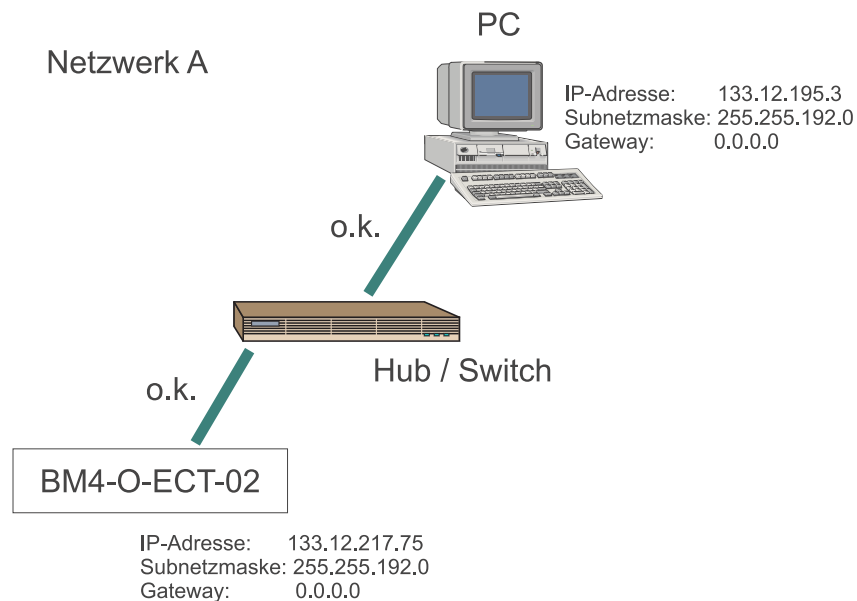 PC
Netzwerk A
IP-Adresse: 133.12.195.3
Subnetzmaske: 255.255.192.0
Gateway: 0.0.0.0
o.k.
Hub / Switch
o.k.
BM4-O-ECT-02
IP-Adresse: 133.12.217.75
Subnetzmaske: 255.255.192.0
Gateway: 0.0.0.0